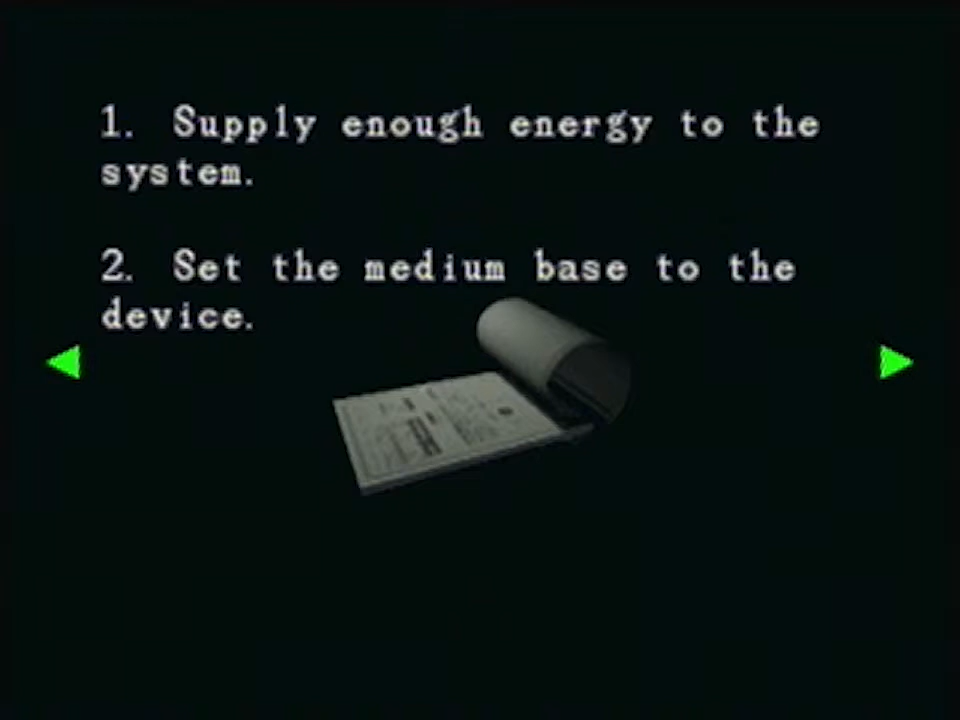 1. Supply enough energy to the
system.
2. Set the medium base to the
device.